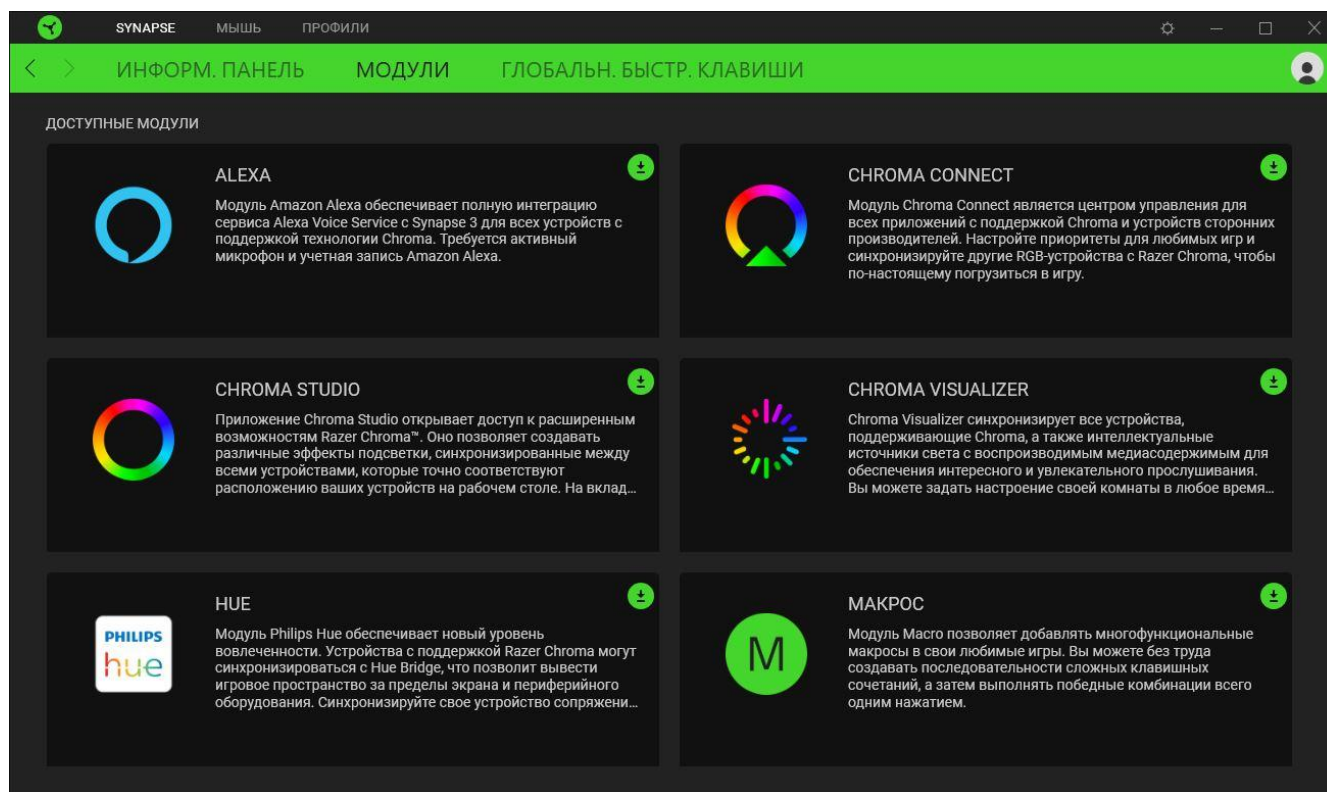 SYNAPSE МЫШЬ ПРОФИЛИ
ИНФОРМ. ПАНЕЛЬ МОДУЛИ ГЛОБАЛЬН. БЫСТР. КЛАВИШИ
ДОСТУПНЫЕ МОДУЛИ
ALEXA
Модуль Amazon Alexa обеспечивает полную интеграцию
сервиса Alexa Voice Service с Synapse 3 для всех устройств с
поддержкой технологии Chroma. Требуется активный
микрофон и учетная запись Amazon Alexa.
CHROMA CONNECT
Модуль Chroma Connect является центром управления для
всех приложений с поддержкой Chroma и устройств сторонних
производителей. Настройте приоритеты для любимых игр и
синхронизируйте другие RGB-устройства с Razer Chroma, чтобы
по-настоящему погрузиться в игру.
CHROMA STUDIO
Приложение Chroma Studio открывает доступ к расширенным
возможностям Razer Chroma™. Оно позволяет создавать
различные эффекты подсветки, синхронизированные между
всеми устройствами, которые точно соответствуют
расположению ваших устройств на рабочем столе. На вклад...
CHROMA VISUALIZER
Chroma Visualizer синхронизирует все устройства,
поддерживающие Chroma, а также интеллектуальные
источники света с воспроизводимым медиасодержимым для
обеспечения интересного и увлекательного прослушивания.
Вы можете задать настроение своей комнаты в любое время...
PHILIPS
hue
HUE
Модуль Philips Hue обеспечивает новый уровень
вовлеченности. Устройства с поддержкой Razer Chroma могут
синхронизироваться с Hue Bridge, что позволит вывести
игровое пространство за пределы экрана и периферийного
оборудования. Синхронизируйте свое устройство сопряжени...
M
МАКРОС
Модуль Macro позволяет добавлять многофункциональные
макросы в свои любимые игры. Вы можете без труда
создавать последовательности сложных клавишных
сочетаний, а затем выполнять победные комбинации всего
одним нажатием.